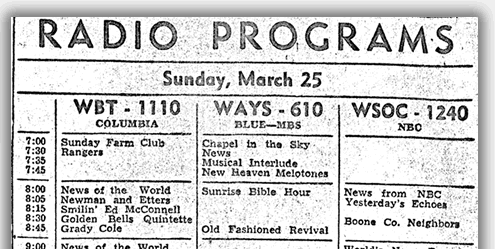 RADIO PROGRAMS
Sunday, March 25
WBT - 1110 WAYS - 610 WSOC - 1240
COLUMBIA BLUE—MBS NBC
7:00 Sunday Farm Club Chapel in the Sky
7:30 Rangers News
7:35 Musical Interlude
7:45 New Heaven Melotones
8:00 News of the World Sunrise Bible Hour News from NBC
8:05 Newman and Etters Yesterday's Echoes
8:15 Smilin' Ed McConnell
8:30 Golden Bells Quintette Boone Co. Neighbors
8:45 Grady Cole Old Fashioned Revival
9:00 News of the World